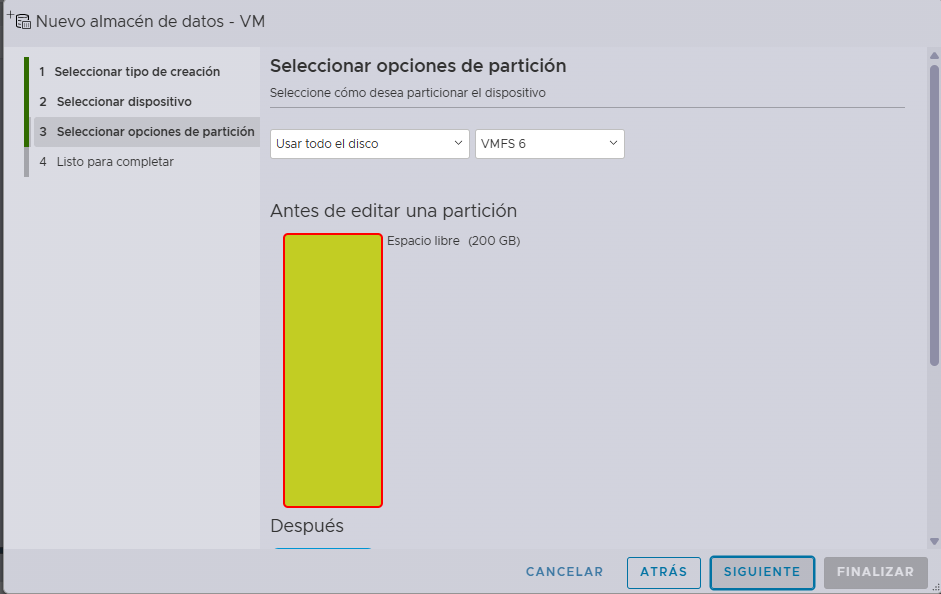 Nuevo almacén de datos - VM
1 Seleccionar tipo de creación
2 Seleccionar dispositivo
3 Seleccionar opciones de partición
4 Listo para completar
Seleccionar opciones de partición
Seleccione cómo desea particionar el dispositivo
Usar todo el disco
VMFS 6
Antes de editar una partición
Espacio libre (200 GB)
Después
CANCELAR
ATRÁS
SIGUIENTE
FINALIZAR